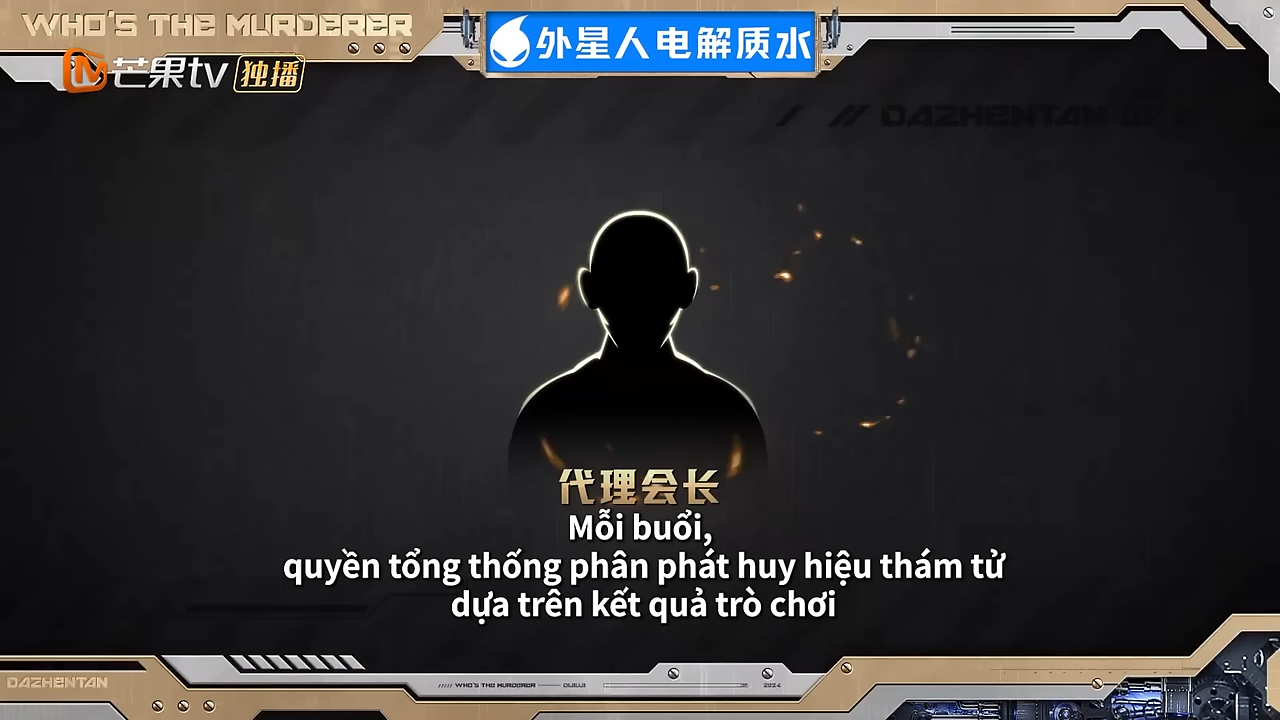 WHO'S THE MURDERER
外星人电解质水
芒果tv 独播
DAZHENTAN
代理会长
Mỗi buổi,
quyền tổng thống phân phát huy hiệu thám tử
dựa trên kết quả trò chơi
DAZHENTAN
WHO'S THE MURDERER
2024